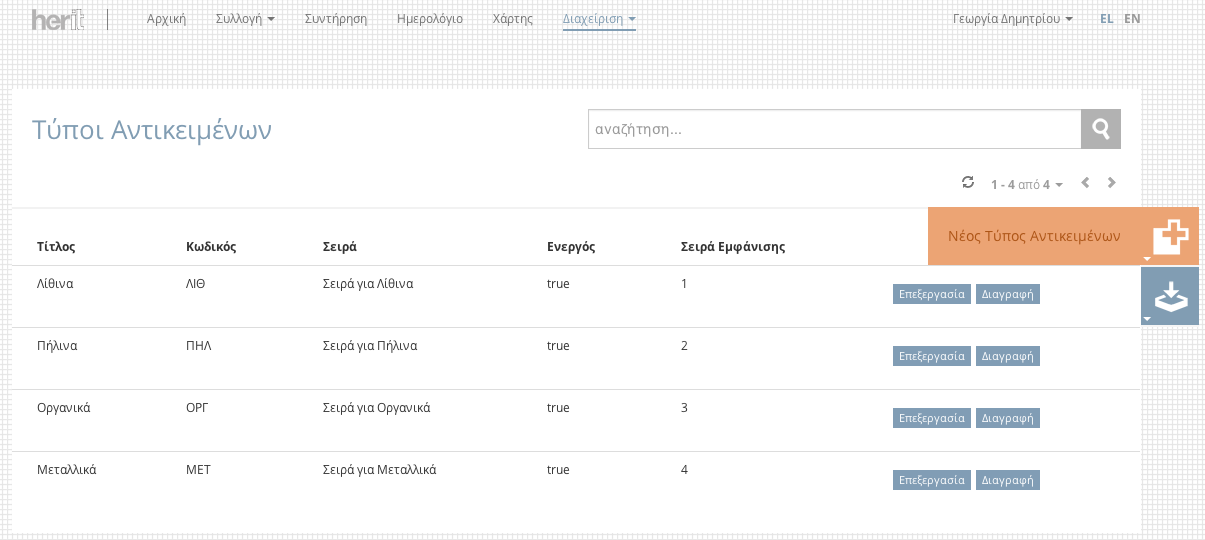 herit Αρχική Συλλογή Συντήρηση Ημερολόγιο Χάρτης Διαχείριση Γεωργία Δημητρίου EL EN
Τύποι Αντικειμένων
αναζήτηση...
1 - 4 από 4
Νέος Τύπος Αντικειμένων
Τίτλος Κωδικός Σειρά Ενεργός Σειρά Εμφάνισης
Λίθινα ΛΙΘ Σειρά για Λίθινα true 1 Επεξεργασία Διαγραφή
Πήλινα ΠΗΛ Σειρά για Πήλινα true 2 Επεξεργασία Διαγραφή
Οργανικά ΟΡΓ Σειρά για Οργανικά true 3 Επεξεργασία Διαγραφή
Μεταλλικά ΜΕΤ Σειρά για Μεταλλικά true 4 Επεξεργασία Διαγραφή